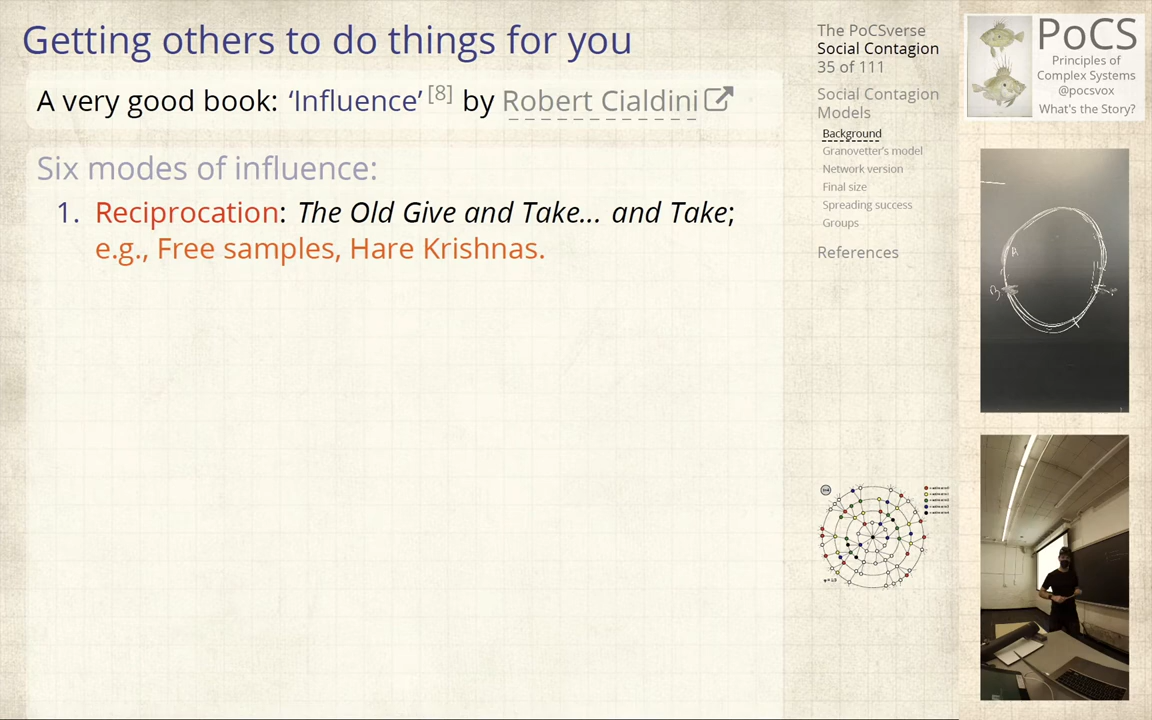 Getting others to do things for you
A very good book: ‘Influence’ [8] by Robert Cialdini
Six modes of influence:
1. Reciprocation: The Old Give and Take... and Take;
e.g., Free samples, Hare Krishnas.
The PoCSverse
Social Contagion
35 of 111
Social Contagion
Models
Background
Granovetter's model
Network version
Final size
Spreading success
Groups
References
PoCS
Principles of
Complex Systems
@pocsvox
What's the Story?